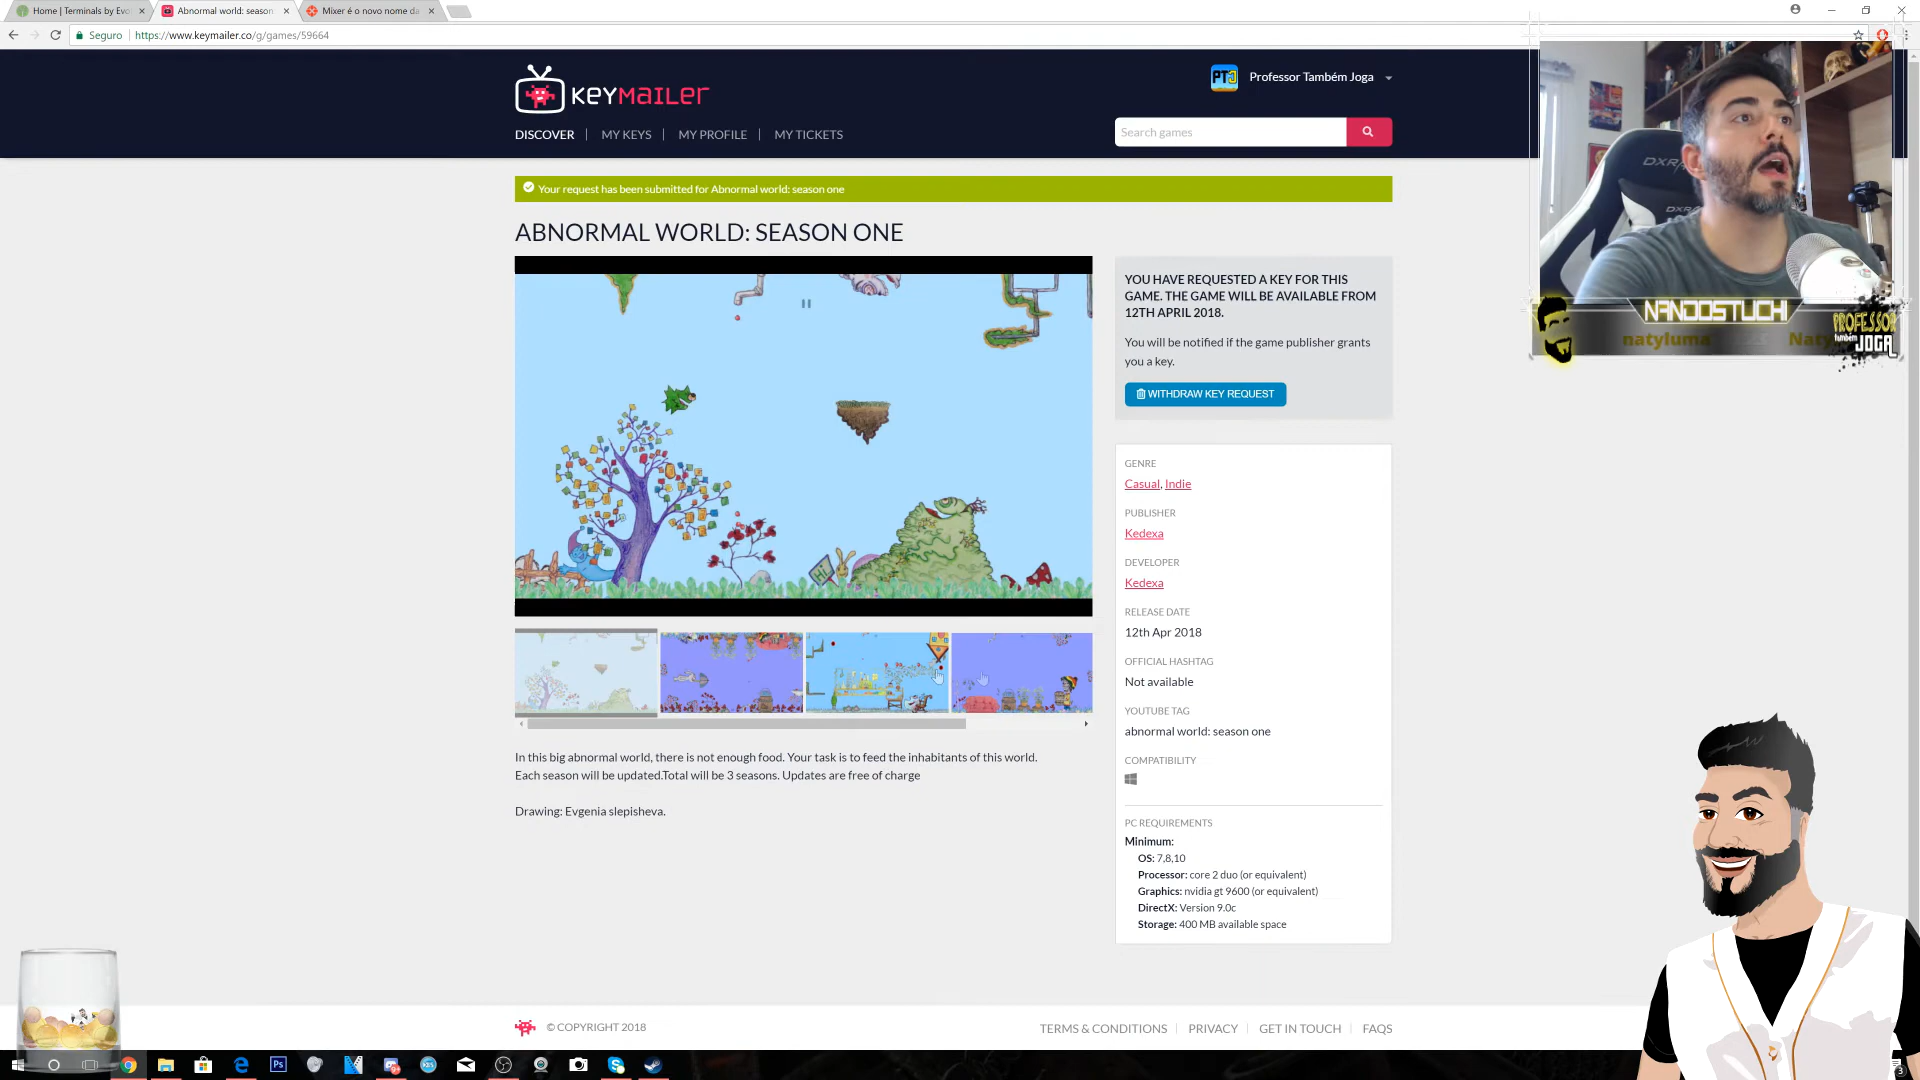 Home | Terminals by Evo
Abnormal world: season
Mixer é o novo nome da
Seguro
https://www.keymailer.co/g/games/59664
KEYMAILER
PTJ
Professor Também Joga
DISCOVER
MY KEYS
MY PROFILE
MY TICKETS
Search games
DXRA
NANDOSTUCHI
natyluma
Naty
PROFESSOR
também
JOGA
Your request has been submitted for Abnormal world: season one
ABNORMAL WORLD: SEASON ONE
HI
YOU HAVE REQUESTED A KEY FOR THIS
GAME. THE GAME WILL BE AVAILABLE FROM
12TH APRIL 2018.
You will be notified if the game publisher grants
you a key.
WITHDRAW KEY REQUEST
GENRE
Casual, Indie
PUBLISHER
Kedexa
DEVELOPER
Kedexa
RELEASE DATE
12th Apr 2018
OFFICIAL HASHTAG
Not available
YOUTUBE TAG
abnormal world: season one
COMPATIBILITY
PC REQUIREMENTS
Minimum:
OS: 7,8,10
Processor: core 2 duo (or equivalent)
Graphics: nvidia gt 9600 (or equivalent)
DirectX: Version 9.0c
Storage: 400 MB available space
In this big abnormal world, there is not enough food. Your task is to feed the inhabitants of this world.
Each season will be updated.Total will be 3 seasons. Updates are free of charge
Drawing: Evgenia slepisheva.
© COPYRIGHT 2018
TERMS & CONDITIONS
PRIVACY
GET IN TOUCH
FAQS
Ps
3